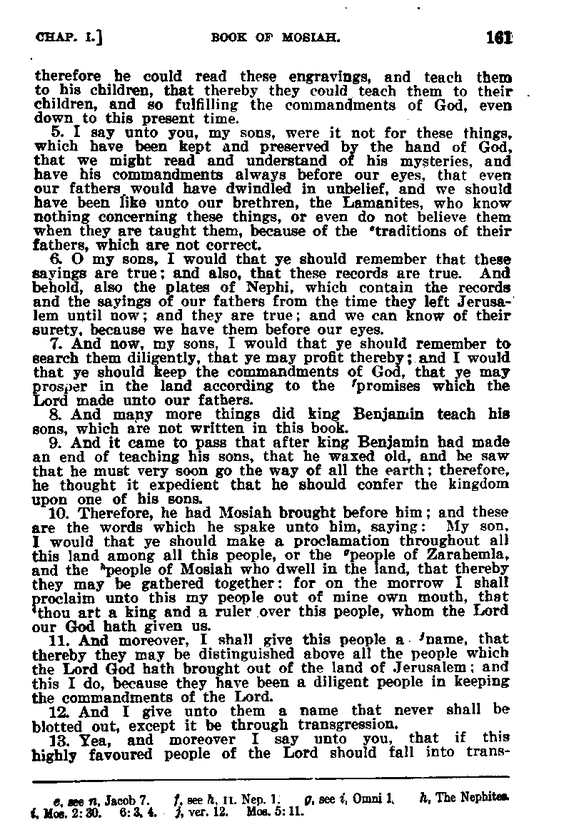 CHAP. I.] BOOK OF MOSIAH. 161
therefore he could read these engravings, and teach them
to his children, that thereby they could teach them to their
children, and so fulfilling the commandments of God, even
down to this present time.
5. I say unto you, my sons, were it not for these things,
which have been kept and preserved by the hand of God,
that we might read and understand of his mysteries, and
have his commandments always before our eyes, that even
our fathers would have dwindled in unbelief, and we should
have been like unto our brethren, the Lamanites, who know
nothing concerning these things, or even do not believe them
when they are taught them, because of the ᵉtraditions of their
fathers, which are not correct.
6. O my sons, I would that ye should remember that these
sayings are true; and also, that these records are true. And
behold, also the plates of Nephi, which contain the records
and the sayings of our fathers from the time they left Jerusa-
lem until now; and they are true; and we can know of their
surety, because we have them before our eyes.
7. And now, my sons, I would that ye should remember to
search them diligently, that ye may profit thereby; and I would
that ye should keep the commandments of God, that ye may
prosper in the land according to the ᶠpromises which the
Lord made unto our fathers.
8. And many more things did king Benjamin teach his
sons, which are not written in this book.
9. And it came to pass that after king Benjamin had made
an end of teaching his sons, that he waxed old, and he saw
that he must very soon go the way of all the earth; therefore,
he thought it expedient that he should confer the kingdom
upon one of his sons.
10. Therefore, he had Mosiah brought before him; and these
are the words which he spake unto him, saying: My son,
I would that ye should make a proclamation throughout all
this land among all this people, or the ᵍpeople of Zarahemla,
and the ʰpeople of Mosiah who dwell in the land, that thereby
they may be gathered together: for on the morrow I shall
proclaim unto this my people out of mine own mouth, that
ⁱthou art a king and a ruler over this people, whom the Lord
our God hath given us.
11. And moreover, I shall give this people a ʲname, that
thereby they may be distinguished above all the people which
the Lord God hath brought out of the land of Jerusalem; and
this I do, because they have been a diligent people in keeping
the commandments of the Lord.
12. And I give unto them a name that never shall be
blotted out, except it be through transgression.
13. Yea, and moreover I say unto you, that if this
highly favoured people of the Lord should fall into trans-
e, see n, Jacob 7. f, see h, II. Nep. 1. g, see i, Omni 1. h, The Nephites.
i, Mos. 2:30. 6:3, 4. j, ver. 12. Mos. 5:11.